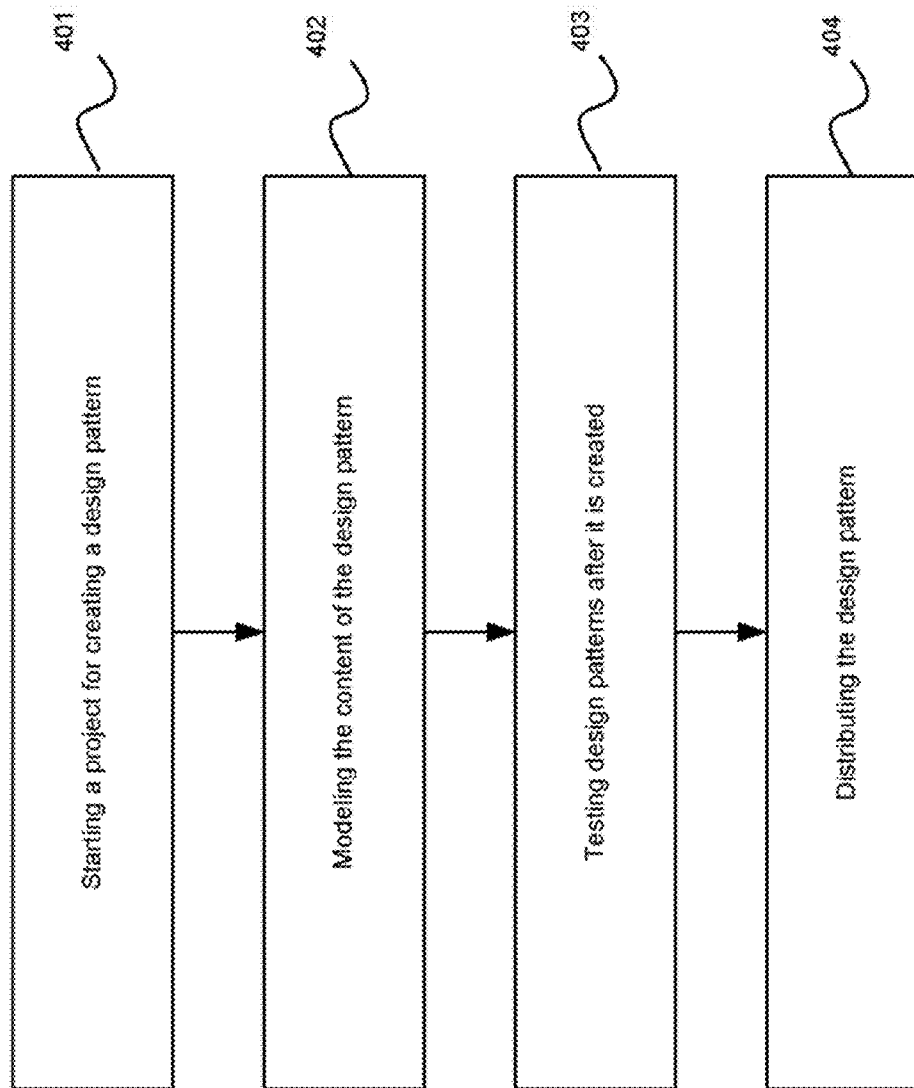 Starting a project for creating a design pattern
401
Modeling the content of the design pattern
402
Testing design patterns after it is created
403
Distributing the design pattern
404